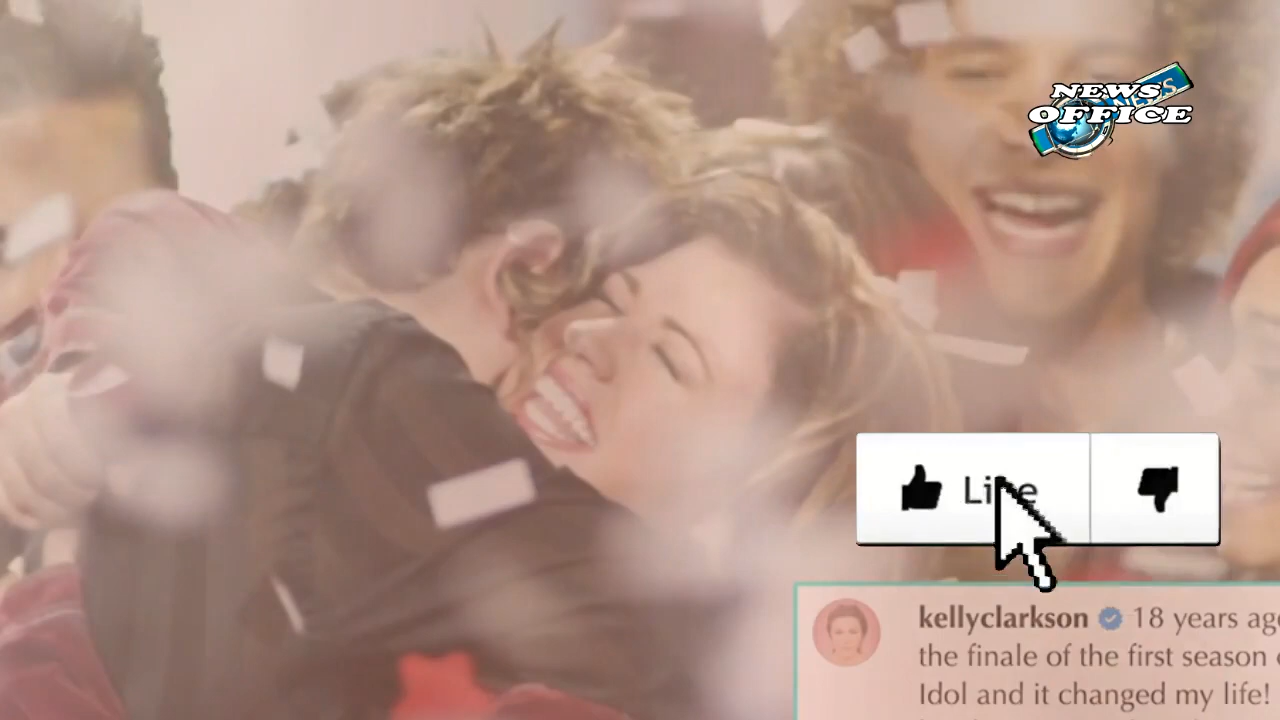 NEWS
OFFICE
Like
kellyclarkson 18 years ag
the finale of the first season
Idol and it changed my life!